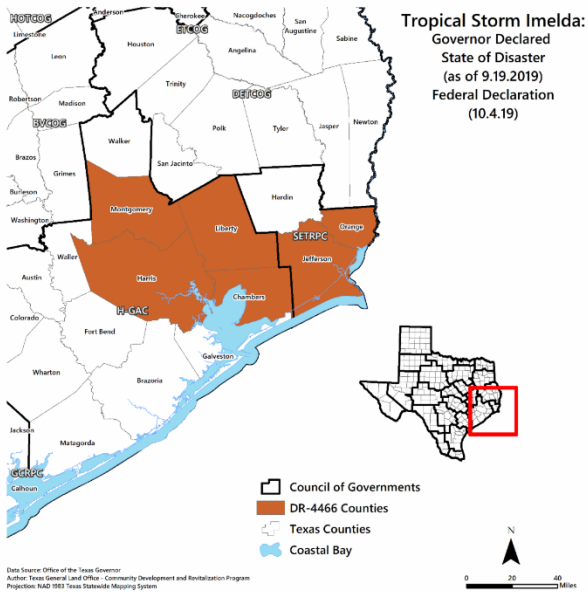 Tropical Storm Imelda:
Governor Declared
State of Disaster
(as of 9.19.2019)
Federal Declaration
(10.4.19)
HOTCOG
Anderson
Cherokee
Nacogdoches
San
Augustine
Sabine
Limestone
ETCOG
Houston
Angelina
Leon
Trinity
Robertson
Madison
DETCOG
BVCOG
Walker
Polk
Tyler
Jasper
Newton
Brazos
Grimes
San Jacinto
Burleson
Hardin
Washington
Montgomery
Liberty
Orange
SETRPC
Waller
Jefferson
Austin
Harris
Chambers
H-GAC
Colorado
Fort Bend
Galveston
Wharton
Brazoria
Jackson
Matagorda
GCRPC
Calhoun
Council of Governments
DR-4466 Counties
Texas Counties
Coastal Bay
N
0 20 40
Miles
Data Source: Office of the Texas Governor
Author: Texas General Land Office - Community Development and Revitalization Program
Projection: NAD 1983 Texas Statewide Mapping System